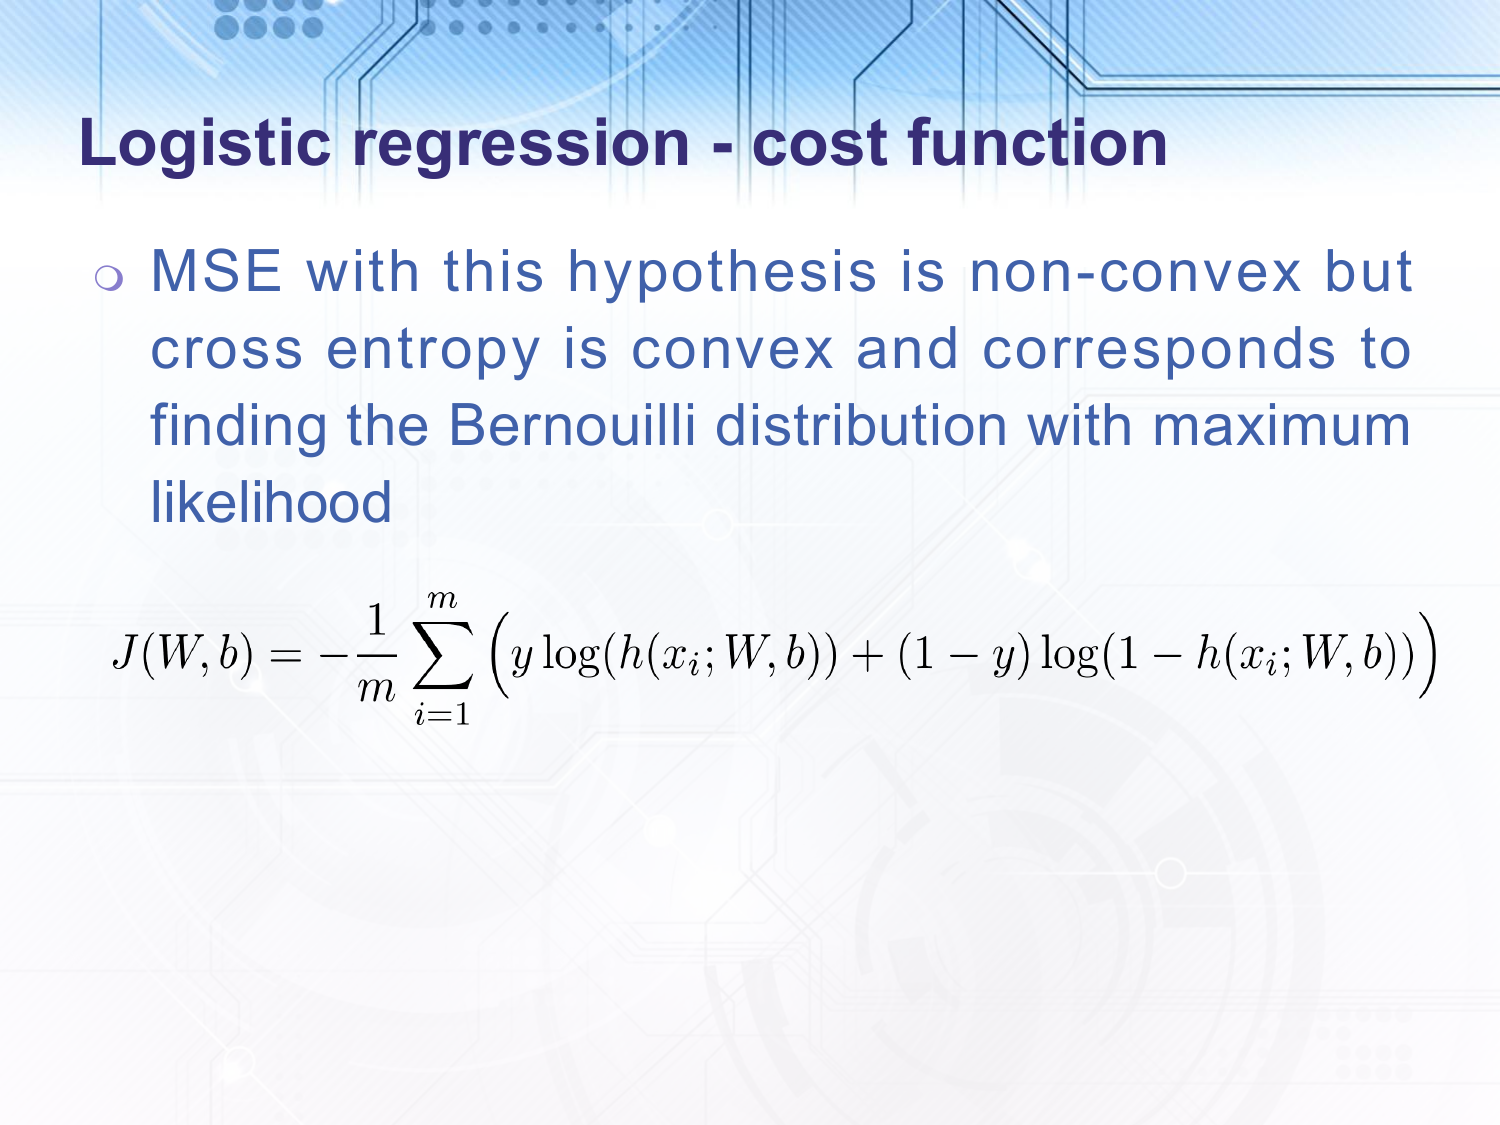 Logistic regression - cost function
MSE with this hypothesis is non-convex but
cross entropy is convex and corresponds to
finding the Bernouilli distribution with maximum
likelihood
J(W, b) = -\frac{1}{m} \sum_{i=1}^{m} \Big( y \log(h(x_i; W, b)) + (1 - y) \log(1 - h(x_i; W, b)) \Big)